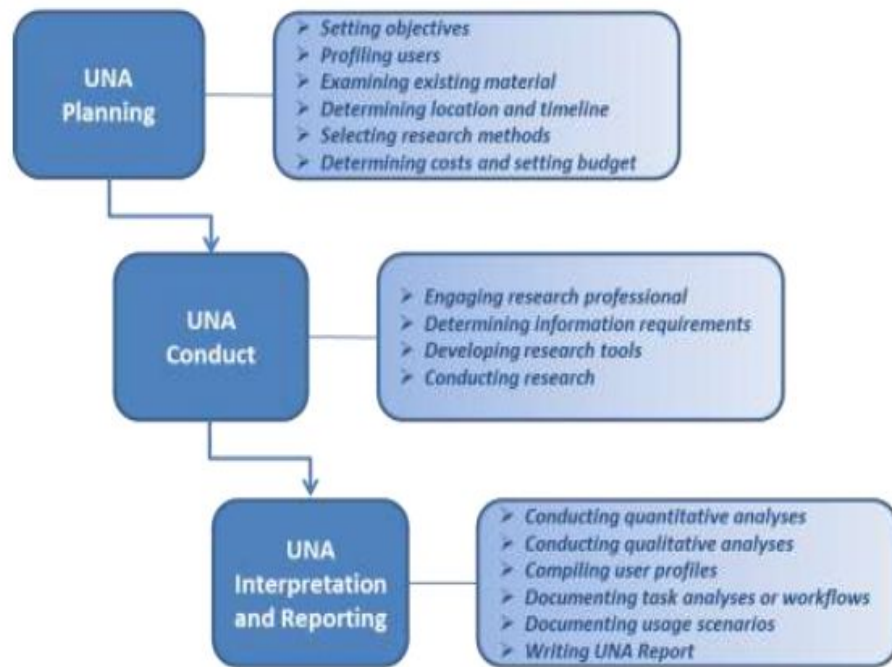 UNA
Planning
➢ Setting objectives
➢ Profiling users
➢ Examining existing material
➢ Determining location and timeline
➢ Selecting research methods
➢ Determining costs and setting budget
UNA
Conduct
➢ Engaging research professional
➢ Determining information requirements
➢ Developing research tools
➢ Conducting research
UNA
Interpretation
and Reporting
➢ Conducting quantitative analyses
➢ Conducting qualitative analyses
➢ Compiling user profiles
➢ Documenting task analyses or workflows
➢ Documenting usage scenarios
➢ Writing UNA Report